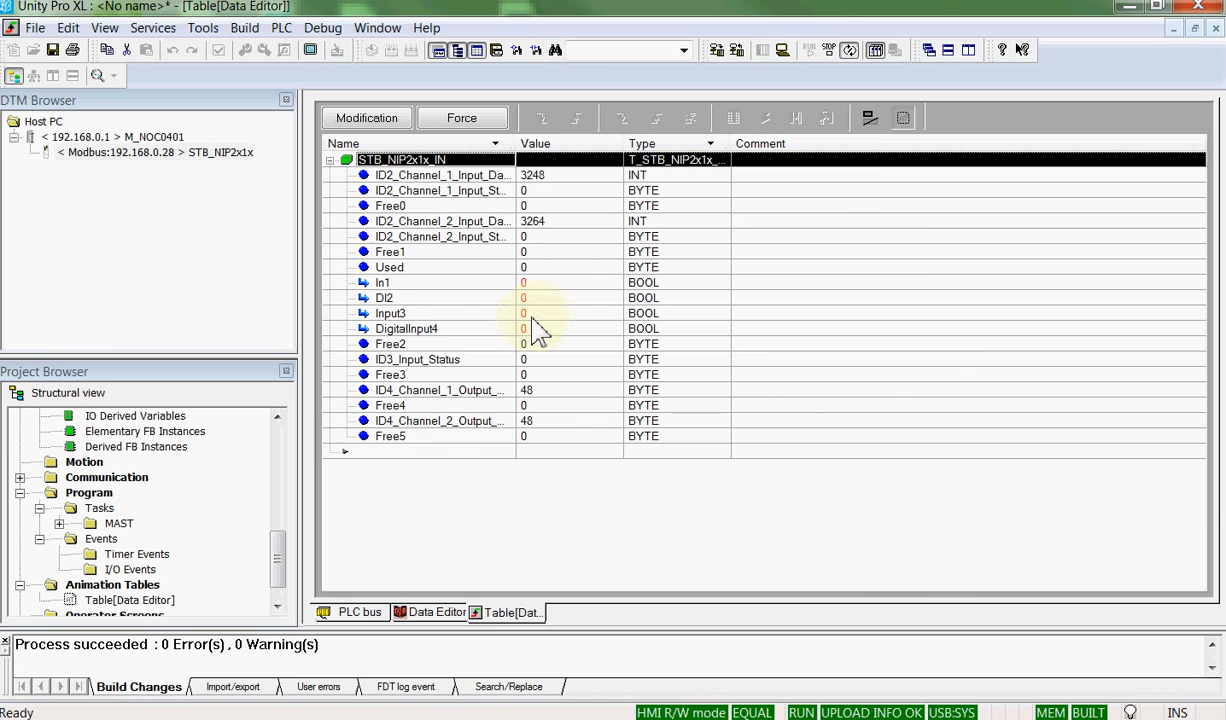 Unity Pro XL : <No name>* - [Table[Data Editor]]
File Edit View Services Tools Build PLC Debug Window Help
DTM Browser
Host PC
< 192.168.0.1 > M_NOC0401
< Modbus:192.168.0.28 > STB_NIP2x1x
Project Browser
Structural view
IO Derived Variables
Elementary FB Instances
Derived FB Instances
Motion
Communication
Program
Tasks
MAST
Events
Timer Events
I/O Events
Animation Tables
Table[Data Editor]
Operator Screens
Modification Force
Name Value Type Comment
STB_NIP2x1x_IN T_STB_NIP2x1x_...
ID2_Channel_1_Input_Da... 3248 INT
ID2_Channel_1_Input_St... 0 BYTE
Free0 0 BYTE
ID2_Channel_2_Input_Da... 3264 INT
ID2_Channel_2_Input_St... 0 BYTE
Free1 0 BYTE
Used 0 BYTE
In1 0 BOOL
DI2 0 BOOL
Input3 0 BOOL
DigitalInput4 0 BOOL
Free2 0 BYTE
ID3_Input_Status 0 BYTE
Free3 0 BYTE
ID4_Channel_1_Output_... 48 BYTE
Free4 0 BYTE
ID4_Channel_2_Output_... 48 BYTE
Free5 0 BYTE
PLC bus Data Editor Table[Dat...
Process succeeded : 0 Error(s) , 0 Warning(s)
Build Changes Import/export User errors FDT log event Search/Replace
Ready HMI R/W mode EQUAL RUN UPLOAD INFO OK USB:SYS MEM BUILT INS